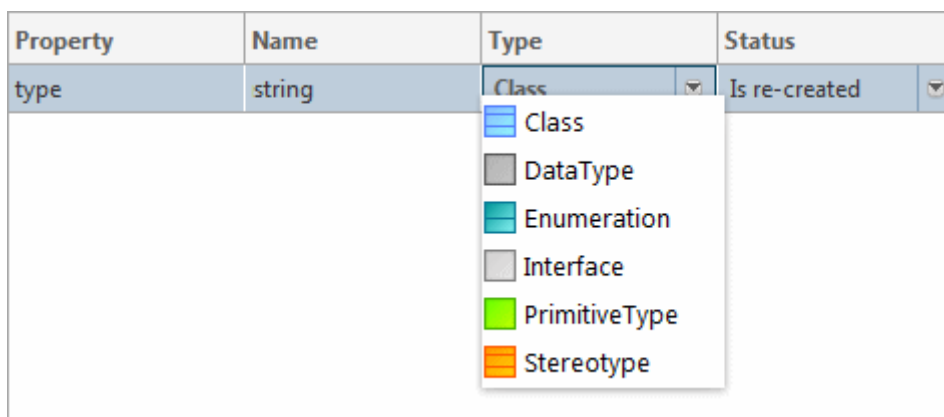 Property Name Type Status
type string Class Is re-created
Class
DataType
Enumeration
Interface
PrimitiveType
Stereotype